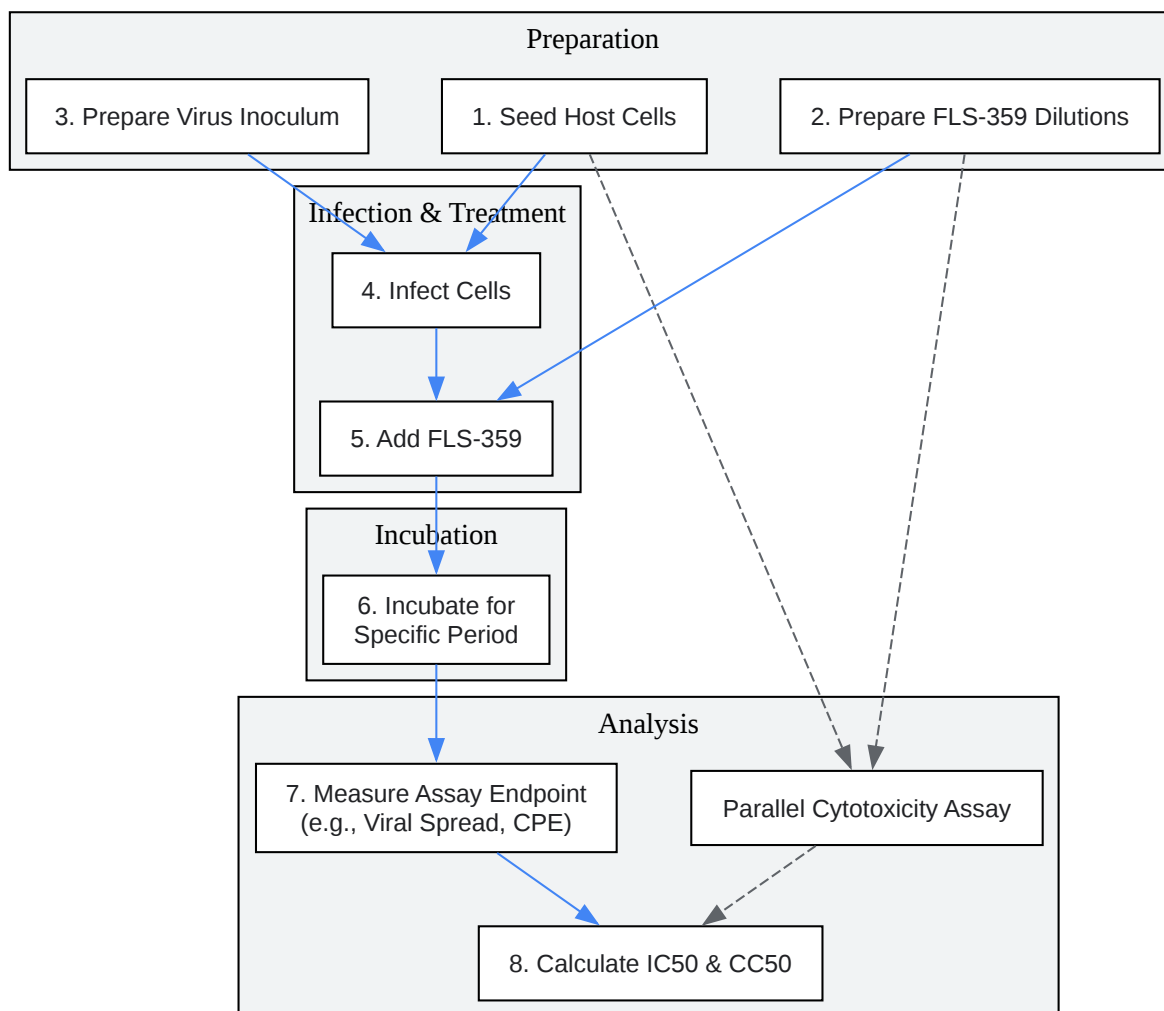 Preparation
3. Prepare Virus Inoculum
1. Seed Host Cells
2. Prepare FLS-359 Dilutions
Infection & Treatment
4. Infect Cells
5. Add FLS-359
Incubation
6. Incubate for
Specific Period
Analysis
7. Measure Assay Endpoint
(e.g., Viral Spread, CPE)
Parallel Cytotoxicity Assay
8. Calculate IC50 & CC50